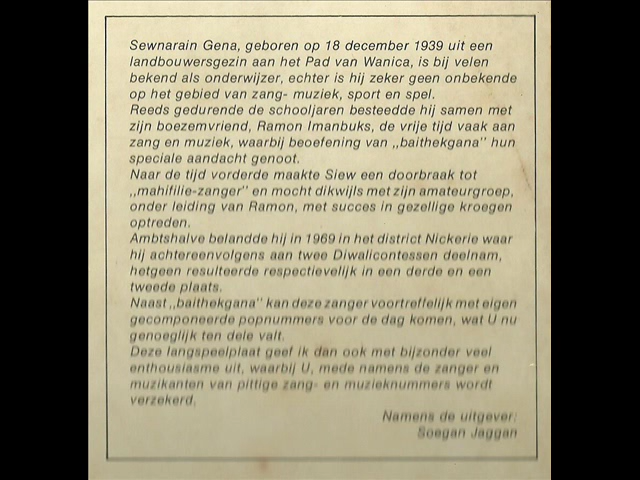 Sewnarain Gena, geboren op 18 december 1939 uit een
landbouwersgezin aan het Pad van Wanica, is bij velen
bekend als onderwijzer, echter is hij zeker geen onbekende
op het gebied van zang- muziek, sport en spel.
Reeds gedurende de schooljaren besteedde hij samen met
zijn boezemvriend, Ramon Imanbuks, de vrije tijd vaak aan
zang en muziek, waarbij beoefening van „baithekgana" hun
speciale aandacht genoot.
Naar de tijd vorderde maakte Siew een doorbraak tot
„mahifilie-zanger" en mocht dikwijls met zijn amateurgroep,
onder leiding van Ramon, met succes in gezellige kroegen
optreden.
Ambtshalve belandde hij in 1969 in het district Nickerie waar
hij achtereenvolgens aan twee Diwalicontessen deelnam,
hetgeen resulteerde respectievelijk in een derde en een
tweede plaats.
Naast „baithekgana" kan deze zanger voortreffelijk met eigen
gecomponeerde popnummers voor de dag komen, wat U nu
genoeglijk ten dele valt.
Deze langspeelplaat geef ik dan ook met bijzonder veel
enthousiasme uit, waarbij U, mede namens de zanger en
muzikanten van pittige zang- en muzieknummers wordt
verzekerd.
Namens de uitgever:
Soegan Jaggan